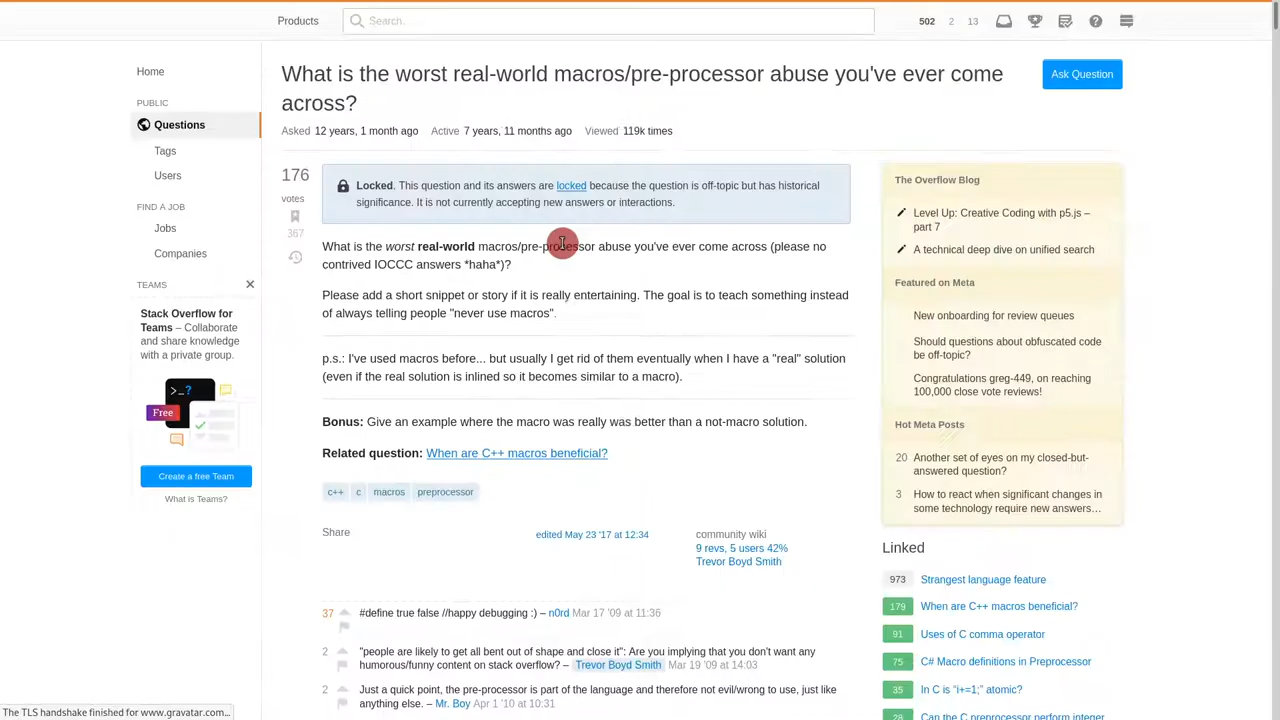 Products
Search…
502
2
13
Home
PUBLIC
Questions
Tags
Users
FIND A JOB
Jobs
Companies
TEAMS
Stack Overflow for
Teams – Collaborate
and share knowledge
with a private group.
>_?
Free
Create a free Team
What is Teams?
What is the worst real-world macros/pre-processor abuse you've ever come
across?
Ask Question
Asked 12 years, 1 month ago Active 7 years, 11 months ago Viewed 119k times
176
votes
367
Locked. This question and its answers are locked because the question is off-topic but has historical
significance. It is not currently accepting new answers or interactions.
What is the worst real-world macros/pre-processor abuse you've ever come across (please no
contrived IOCCC answers *haha*)?
Please add a short snippet or story if it is really entertaining. The goal is to teach something instead
of always telling people "never use macros".
p.s.: I've used macros before... but usually I get rid of them eventually when I have a "real" solution
(even if the real solution is inlined so it becomes similar to a macro).
Bonus: Give an example where the macro was really was better than a not-macro solution.
Related question: When are C++ macros beneficial?
c++ c macros preprocessor
Share
edited May 23 '17 at 12:34
community wiki
9 revs, 5 users 42%
Trevor Boyd Smith
37 #define true false //happy debugging :) – n0rd Mar 17 '09 at 11:36
2 "people are likely to get all bent out of shape and close it": Are you implying that you don't want any
humorous/funny content on stack overflow? – Trevor Boyd Smith Mar 19 '09 at 14:03
2 Just a quick point, the pre-processor is part of the language and therefore not evil/wrong to use, just like
anything else. – Mr. Boy Apr 1 '10 at 10:31
The Overflow Blog
Level Up: Creative Coding with p5.js –
part 7
A technical deep dive on unified search
Featured on Meta
New onboarding for review queues
Should questions about obfuscated code
be off-topic?
Congratulations greg-449, on reaching
100,000 close vote reviews!
Hot Meta Posts
20 Another set of eyes on my closed-but-
answered question?
3 How to react when significant changes in
some technology require new answers…
Linked
973 Strangest language feature
179 When are C++ macros beneficial?
91 Uses of C comma operator
75 C# Macro definitions in Preprocessor
35 In C is “i+=1;” atomic?
28 Can the C preprocessor perform integer
The TLS handshake finished for www.gravatar.com...